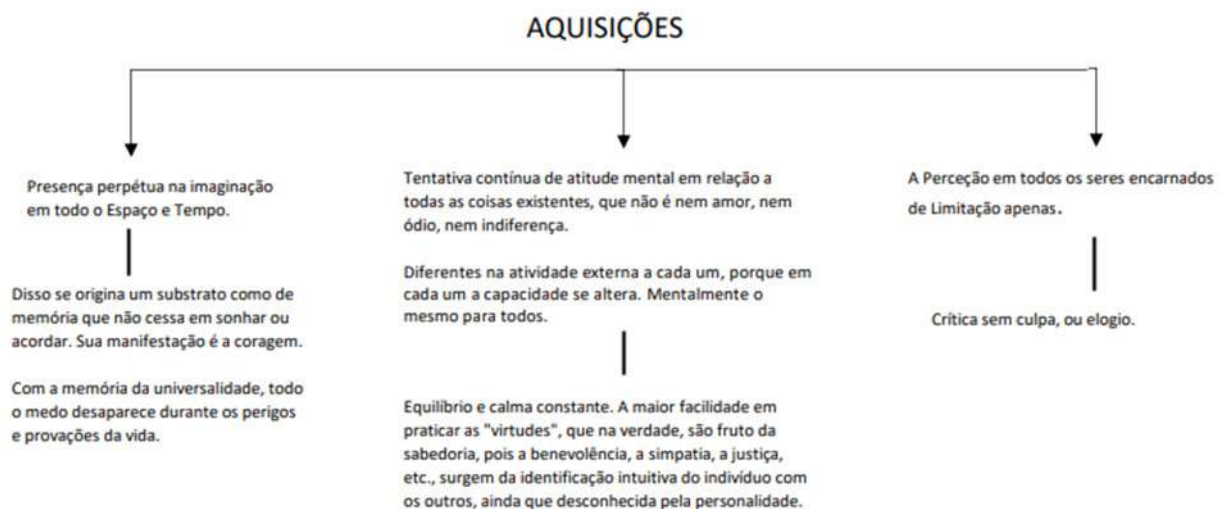 AQUISIÇÕES
Presença perpétua na imaginação
em todo o Espaço e Tempo.
Disso se origina um substrato como de
memória que não cessa em sonhar ou
acordar. Sua manifestação é a coragem.
Com a memória da universalidade, todo
o medo desaparece durante os perigos
e provações da vida.
Tentativa contínua de atitude mental em relação a
todas as coisas existentes, que não é nem amor, nem
ódio, nem indiferença.
Diferentes na atividade externa a cada um, porque em
cada um a capacidade se altera. Mentalmente o
mesmo para todos.
Equilíbrio e calma constante. A maior facilidade em
praticar as "virtudes", que na verdade, são fruto da
sabedoria, pois a benevolência, a simpatia, a justiça,
etc., surgem da identificação intuitiva do indivíduo com
os outros, ainda que desconhecida pela personalidade.
A Perceção em todos os seres encarnados
de Limitação apenas.
Crítica sem culpa, ou elogio.